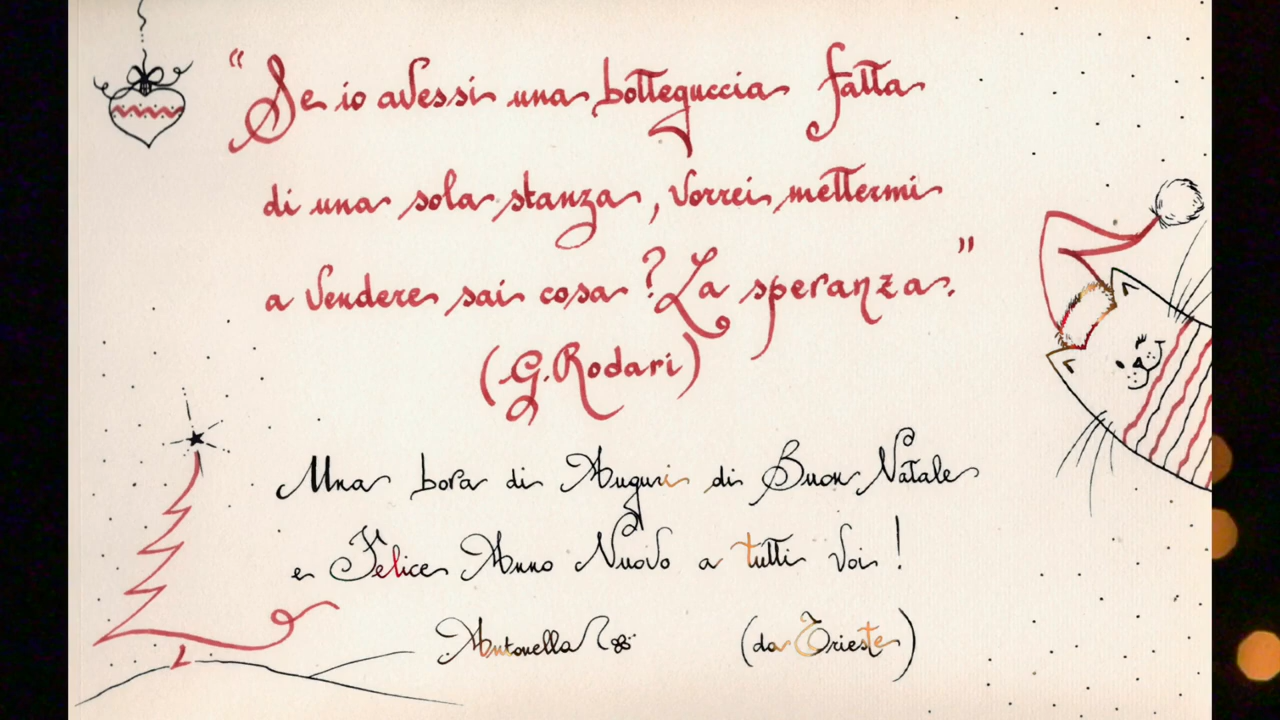 “Se io avessi una botteguccia fatta
di una sola stanza, vorrei mettermi
a vendere sai cosa? La speranza.”
(G. Rodari)
Una bora di Auguri di Buon Natale
e Felice Anno Nuovo a tutti Voi!
Antonella (da Trieste)